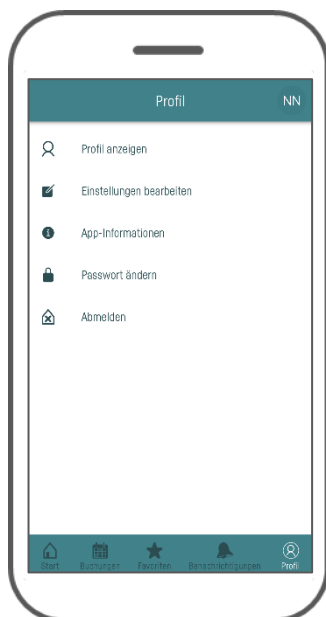 Profil
NN
Profil anzeigen
Einstellungen bearbeiten
App-Informationen
Passwort ändern
Abmelden
Start Buchungen Favoriten Benachrichtigungen Profil